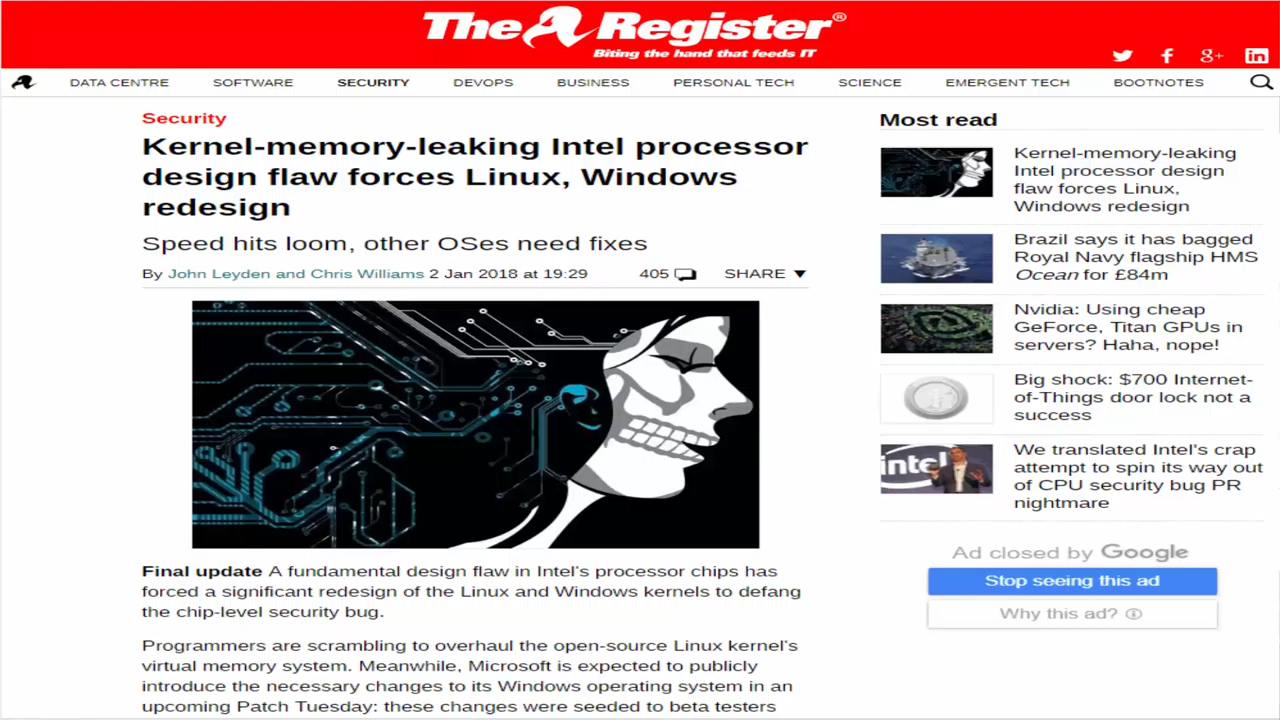 The Register®
Biting the hand that feeds IT
DATA CENTRE SOFTWARE SECURITY DEVOPS BUSINESS PERSONAL TECH SCIENCE EMERGENT TECH BOOTNOTES
Security
Kernel-memory-leaking Intel processor
design flaw forces Linux, Windows
redesign
Speed hits loom, other OSes need fixes
By John Leyden and Chris Williams 2 Jan 2018 at 19:29 405 SHARE ▼
Final update A fundamental design flaw in Intel's processor chips has
forced a significant redesign of the Linux and Windows kernels to defang
the chip-level security bug.
Programmers are scrambling to overhaul the open-source Linux kernel's
virtual memory system. Meanwhile, Microsoft is expected to publicly
introduce the necessary changes to its Windows operating system in an
upcoming Patch Tuesday: these changes were seeded to beta testers
Most read
Kernel-memory-leaking
Intel processor design
flaw forces Linux,
Windows redesign
Brazil says it has bagged
Royal Navy flagship HMS
Ocean for £84m
Nvidia: Using cheap
GeForce, Titan GPUs in
servers? Haha, nope!
Big shock: $700 Internet-
of-Things door lock not a
success
intel
We translated Intel's crap
attempt to spin its way out
of CPU security bug PR
nightmare
Ad closed by Google
Stop seeing this ad
Why this ad?